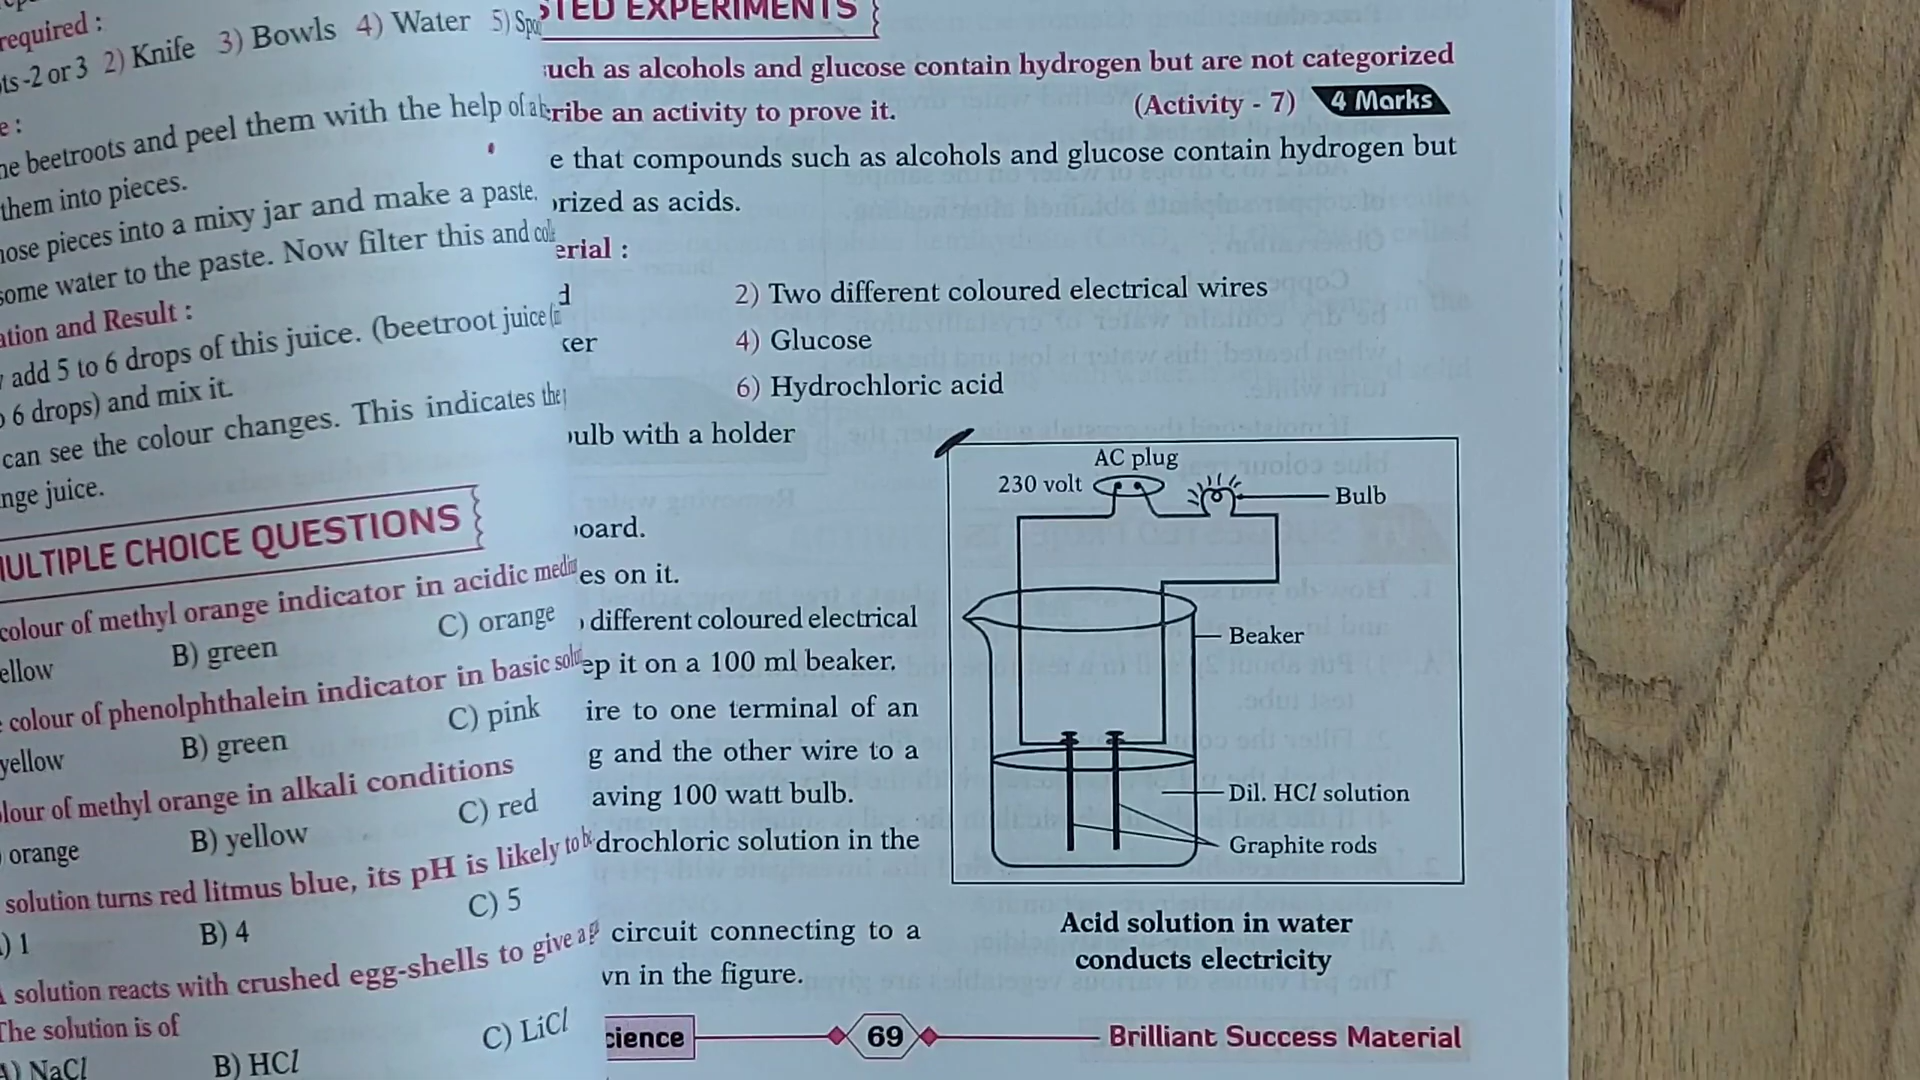 required :
ts -2 or 3 2) Knife 3) Bowls 4) Water 5)
e :
he beetroots and peel them with the help of a
them into pieces.
hose pieces into a mixy jar and make a paste.
some water to the paste. Now filter this and
ation and Result :
add 5 to 6 drops of this juice. (beetroot juice
6 drops) and mix it.
can see the colour changes. This indicates the
nge juice.
ULTIPLE CHOICE QUESTIONS
colour of methyl orange indicator in acidic
ellow B) green C) orange
colour of phenolphthalein indicator in basic
yellow B) green C) pink
lour of methyl orange in alkali conditions
orange B) yellow C) red
solution turns red litmus blue, its pH is likely to
) 1 B) 4 C) 5
solution reacts with crushed egg-shells to give a
The solution is of
A) NaCl B) HCl C) LiCl
STED EXPERIMENTS
uch as alcohols and glucose contain hydrogen but are not categorized
ribe an activity to prove it. (Activity - 7) 4 Marks
e that compounds such as alcohols and glucose contain hydrogen but
rized as acids.
erial :
d 2) Two different coloured electrical wires
ker 4) Glucose
6) Hydrochloric acid
ulb with a holder
oard.
es on it.
different coloured electrical
ep it on a 100 ml beaker.
ire to one terminal of an
g and the other wire to a
aving 100 watt bulb.
drochloric solution in the
circuit connecting to a
vn in the figure.
AC plug
230 volt
Bulb
Beaker
Dil. HCl solution
Graphite rods
Acid solution in water
conducts electricity
cience 69 Brilliant Success Material